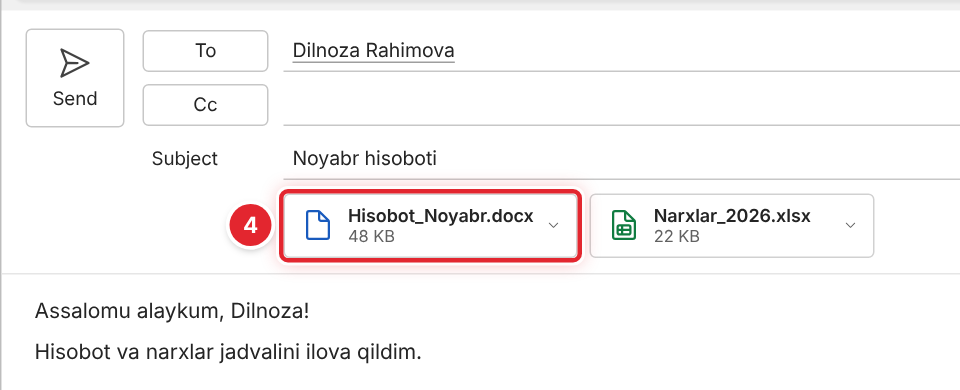 Send
To
Dilnoza Rahimova
Cc
Subject
Noyabr hisoboti
4
Hisobot_Noyabr.docx
48 KB
Narxlar_2026.xlsx
22 KB
Assalomu alaykum, Dilnoza!
Hisobot va narxlar jadvalini ilova qildim.